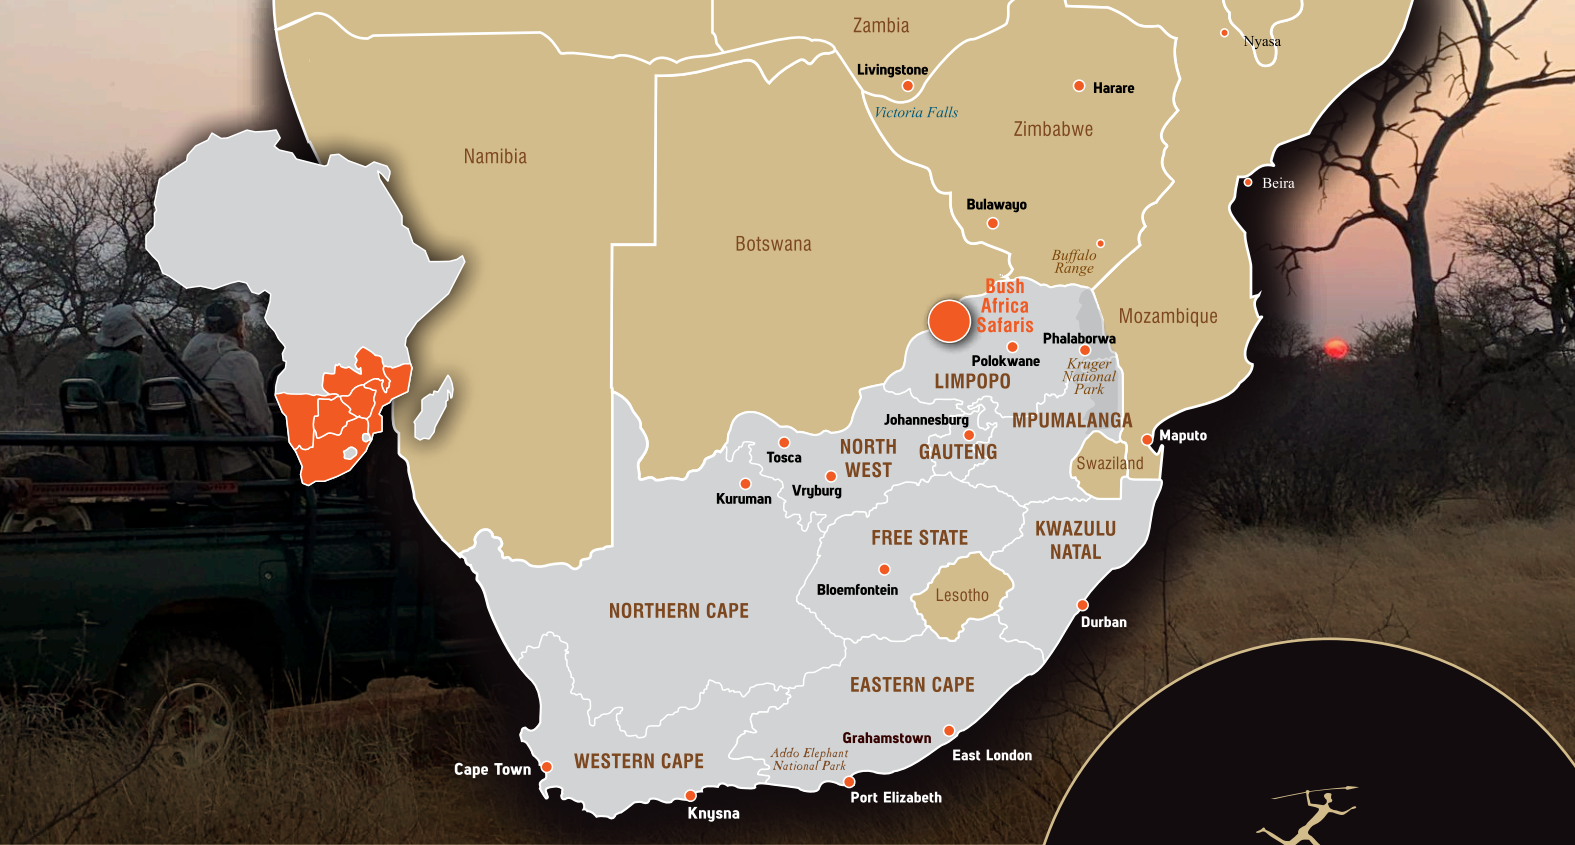 Zambia
Nyasa
Livingstone
Harare
Victoria Falls
Zimbabwe
Namibia
Beira
Bulawayo
Botswana
Buffalo
Range
Bush
Africa
Safaris
Mozambique
Phalaborwa
Polokwane
Kruger
National
Park
LIMPOPO
Johannesburg
MPUMALANGA
Maputo
NORTH
WEST
GAUTENG
Tosca
Swaziland
Kuruman
Vryburg
FREE STATE
KWAZULU
NATAL
Bloemfontein
Lesotho
NORTHERN CAPE
Durban
EASTERN CAPE
Grahamstown
East London
Addo Elephant
National Park
WESTERN CAPE
Cape Town
Port Elizabeth
Knysna